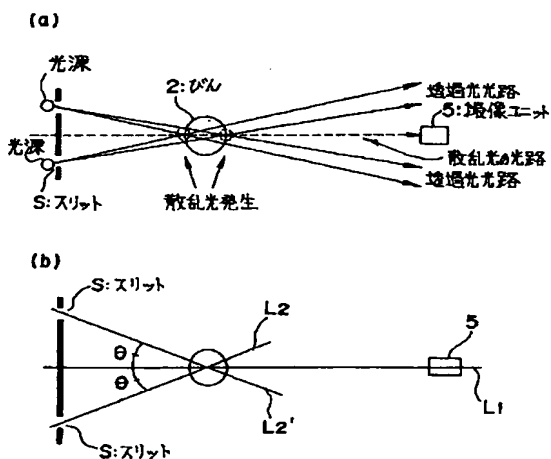 (a)
光源
2:びん
透過光光路
5:撮像ユニット
光源
散乱光の光路
透過光光路
S:スリット
散乱光発生
(b)
S:スリット
L2
5
θ
θ
L1
L2'
S:スリット